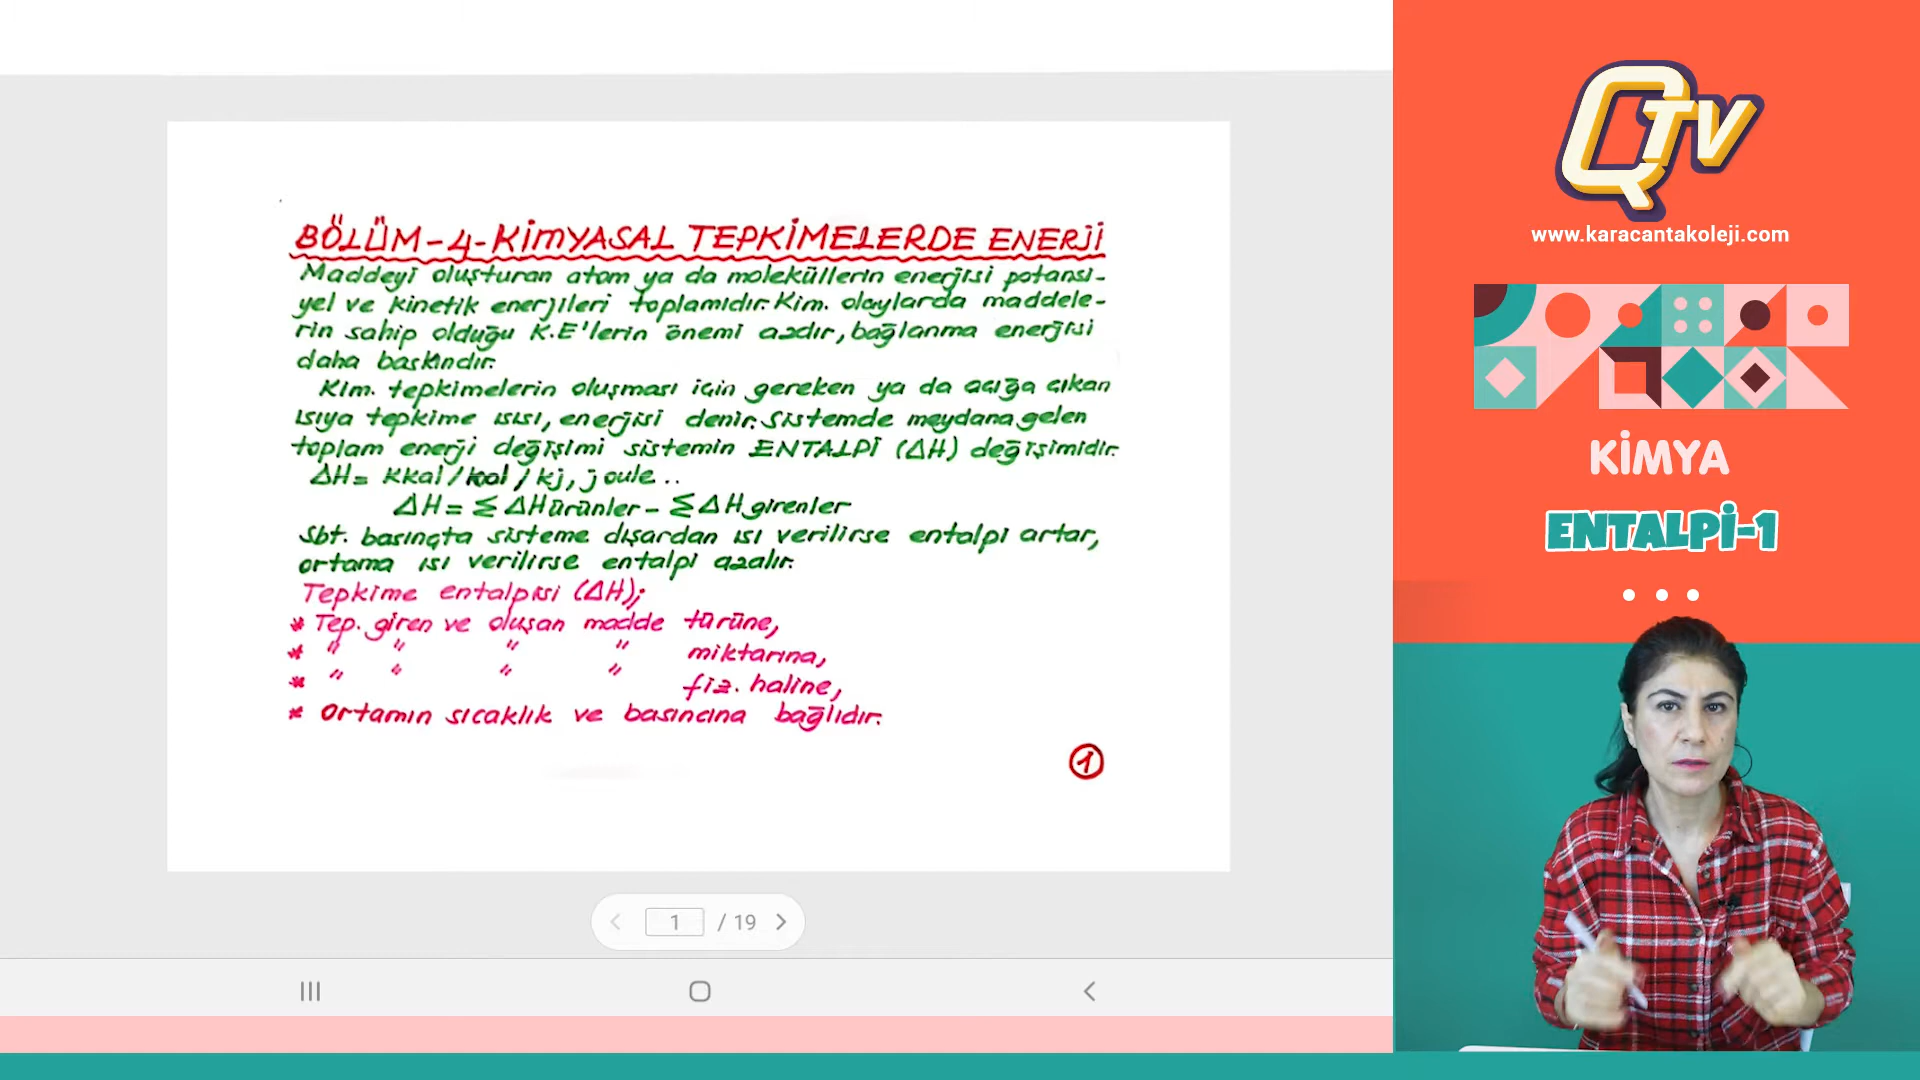 BÖLÜM-4-KİMYASAL TEPKİMELERDE ENERJİ
Maddeyi oluşturan atom ya da moleküllerin enerjisi potansi-
yel ve kinetik enerjileri toplamıdır. Kim. olaylarda maddele-
rin sahip olduğu K.E'lerin önemi azdır, bağlanma enerjisi
daha baskındır.
Kim. tepkimelerin oluşması için gereken ya da açığa çıkan
ısıya tepkime ısısı, enerjisi denir. Sistemde meydana gelen
toplam enerji değişimi sistemin ENTALPİ (ΔH) değişimidir.
ΔH = kkal/kal/kj, joule..
ΔH = Σ ΔHürünler - Σ ΔHgirenler
Sbt. basınçta sisteme dışardan ısı verilirse entalpi artar,
ortama ısı verilirse entalpi azalır.
Tepkime entalpisi (ΔH);
* Tep. giren ve oluşan madde türüne,
* " " " " miktarına,
* " " " " fiz. haline,
* Ortamın sıcaklık ve basıncına bağlıdır.
1
1 / 19
QTV
www.karacantakoleji.com
KİMYA
ENTALPİ-1